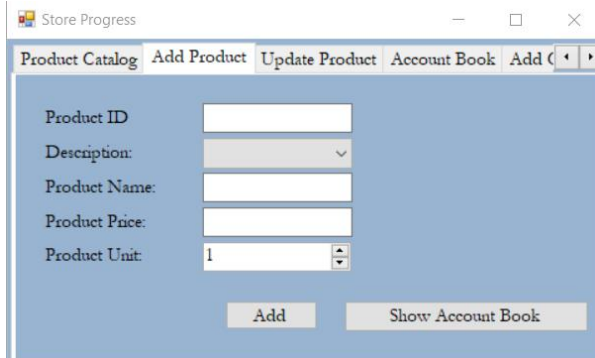 Store Progress
Product Catalog Add Product Update Product Account Book Add
Product ID
Description:
Product Name:
Product Price:
Product Unit: 1
Add Show Account Book